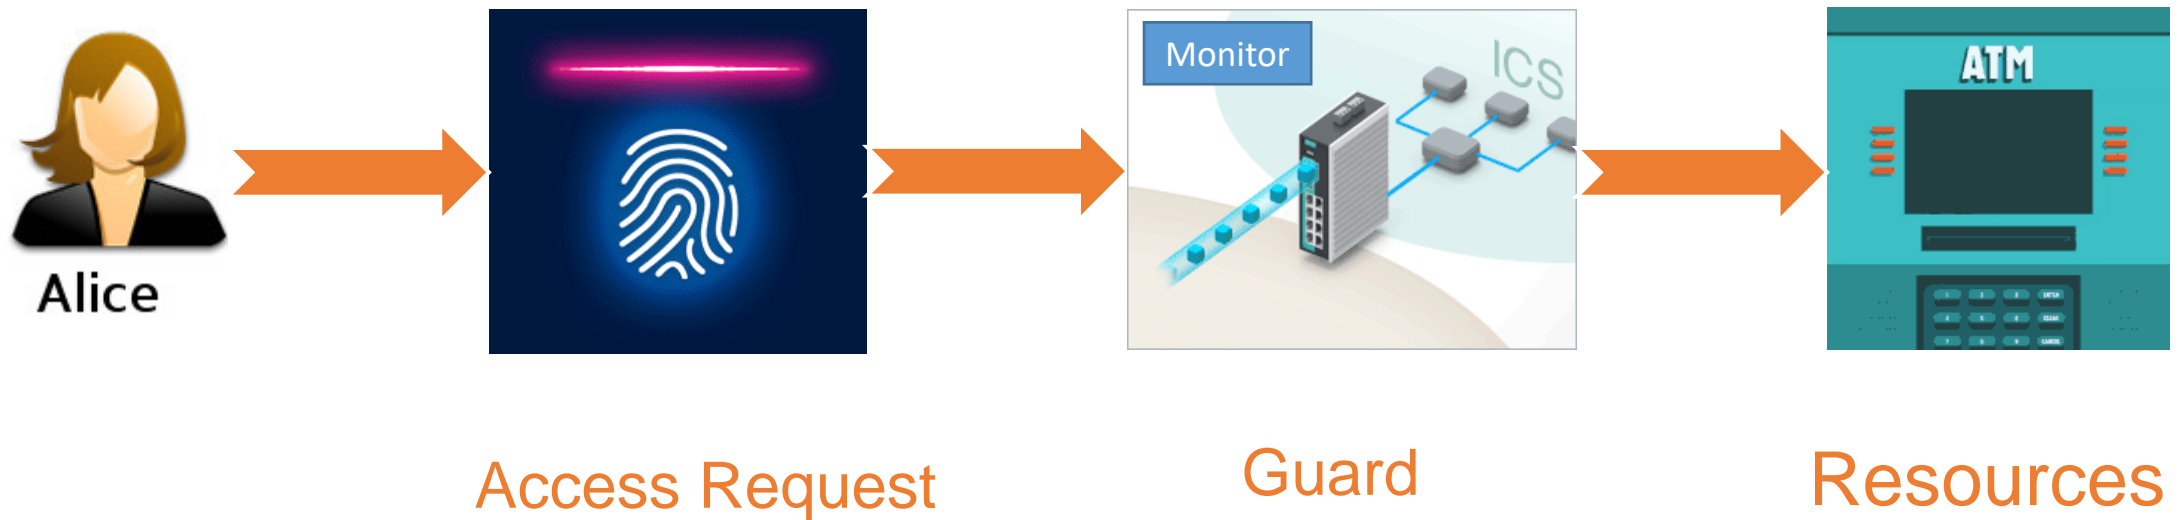 Alice
Monitor
ICS
ATM
Access Request
Guard
Resources